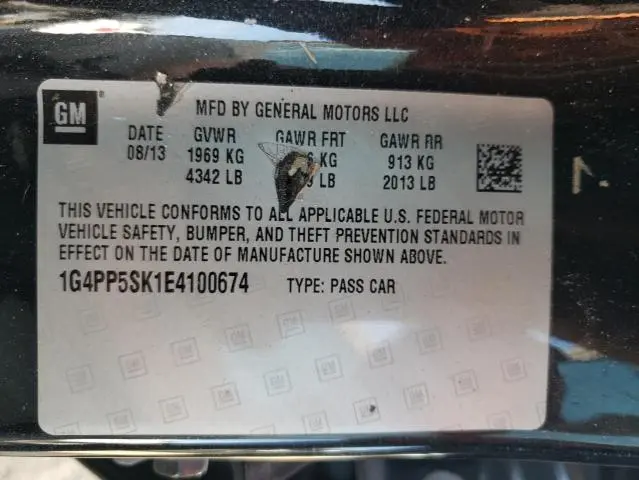 GM ®
MFD BY GENERAL MOTORS LLC
DATE GVWR GAWR FRT GAWR RR
08/13 1969 KG KG 913 KG
4342 LB LB 2013 LB
THIS VEHICLE CONFORMS TO ALL APPLICABLE U.S. FEDERAL MOTOR
VEHICLE SAFETY, BUMPER, AND THEFT PREVENTION STANDARDS IN
EFFECT ON THE DATE OF MANUFACTURE SHOWN ABOVE.
1G4PP5SK1E4100674 TYPE: PASS CAR